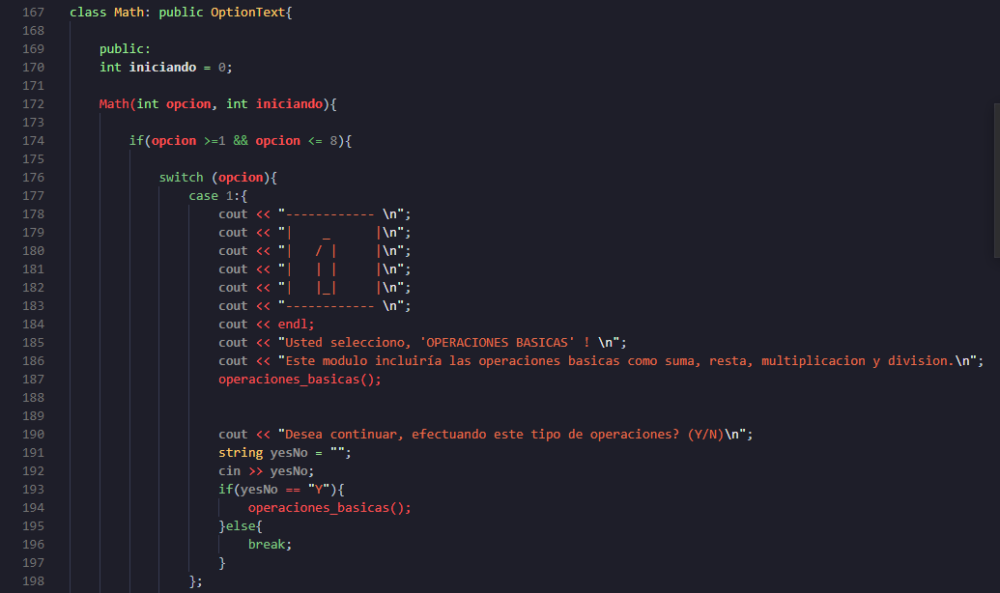 167 class Math: public OptionText{
168
169     public:
170     int iniciando = 0;
171
172     Math(int opcion, int iniciando){
173
174         if(opcion >=1 && opcion <= 8){
175
176             switch (opcion){
177                 case 1:{
178                     cout << "------------ \n";
179                     cout << "|    _      |\n";
180                     cout << "|   / |     |\n";
181                     cout << "|   | |     |\n";
182                     cout << "|   |_|     |\n";
183                     cout << "------------ \n";
184                     cout << endl;
185                     cout << "Usted selecciono, 'OPERACIONES BASICAS' ! \n";
186                     cout << "Este modulo incluiría las operaciones basicas como suma, resta, multiplicacion y division.\n";
187                     operaciones_basicas();
188
189
190                     cout << "Desea continuar, efectuando este tipo de operaciones? (Y/N)\n";
191                     string yesNo = "";
192                     cin >> yesNo;
193                     if(yesNo == "Y"){
194                         operaciones_basicas();
195                     }else{
196                         break;
197                     }
198                 };